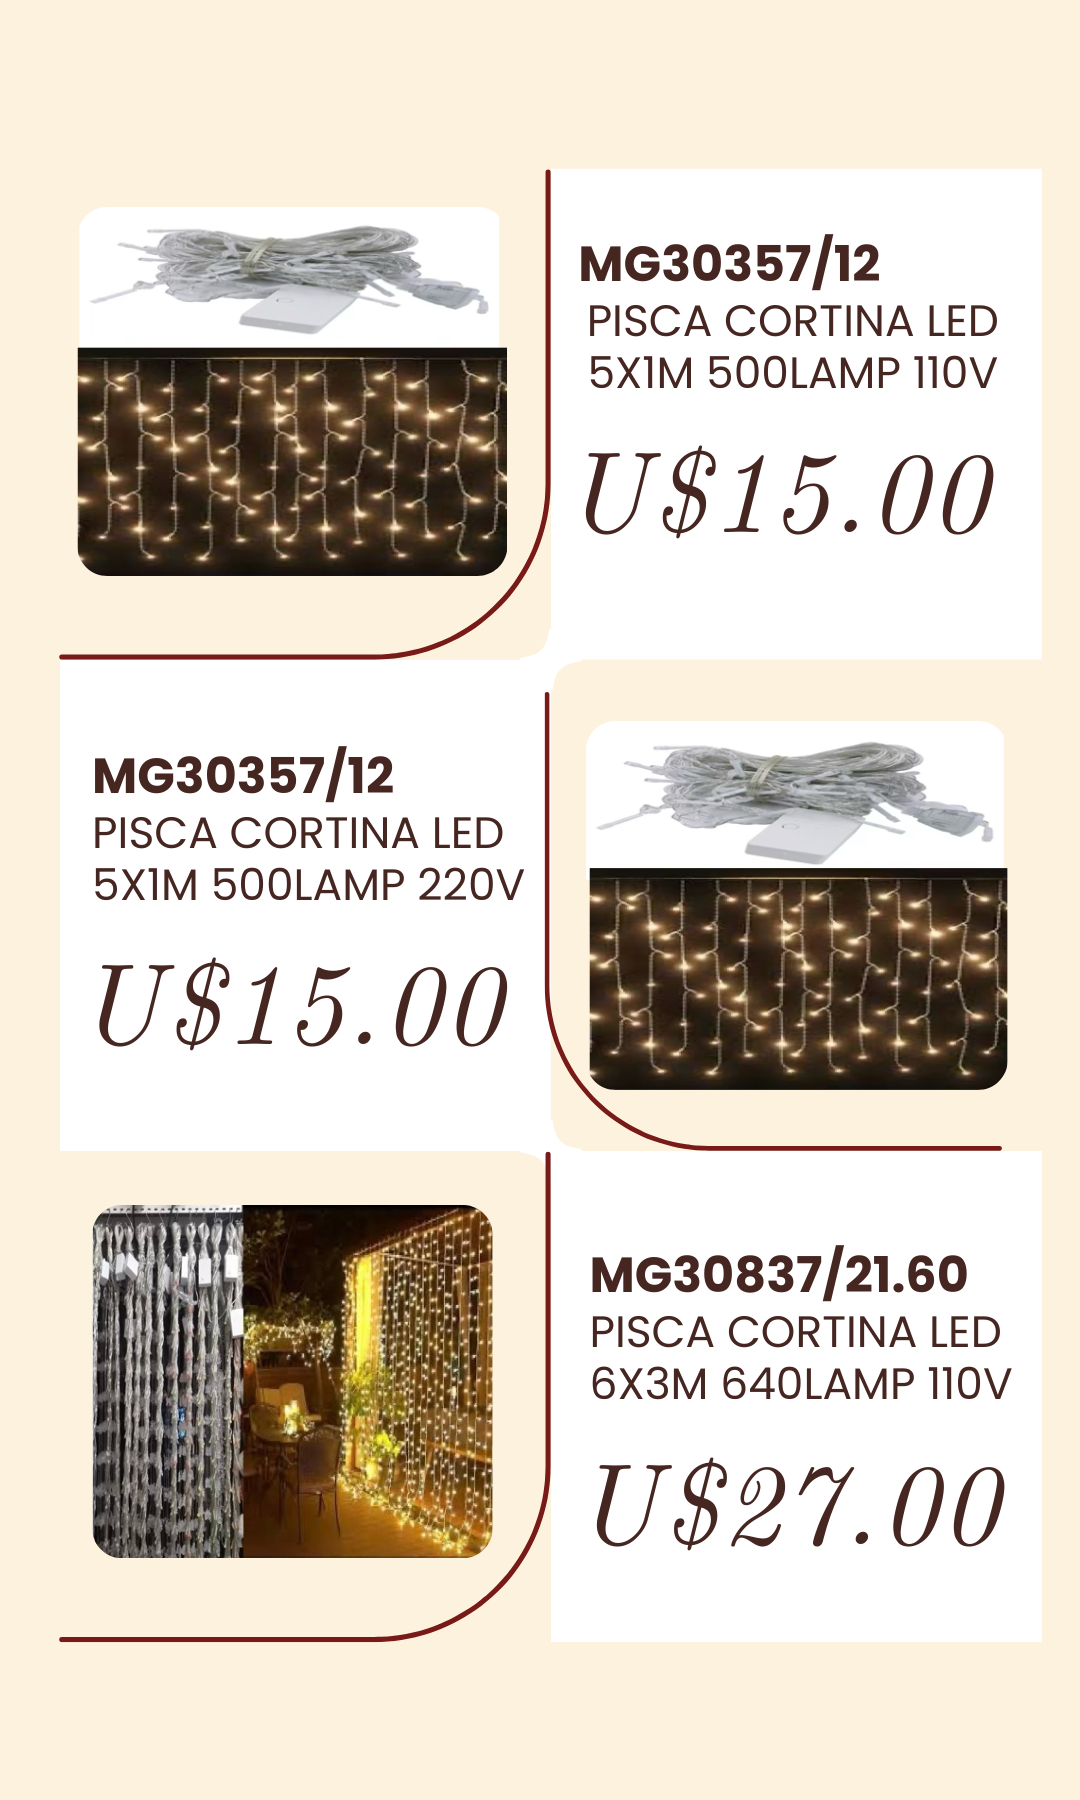 MG30357/12
PISCA CORTINA LED
5X1M 500LAMP 110V
U$15.00
MG30357/12
PISCA CORTINA LED
5X1M 500LAMP 220V
U$15.00
MG30837/21.60
PISCA CORTINA LED
6X3M 640LAMP 110V
U$27.00